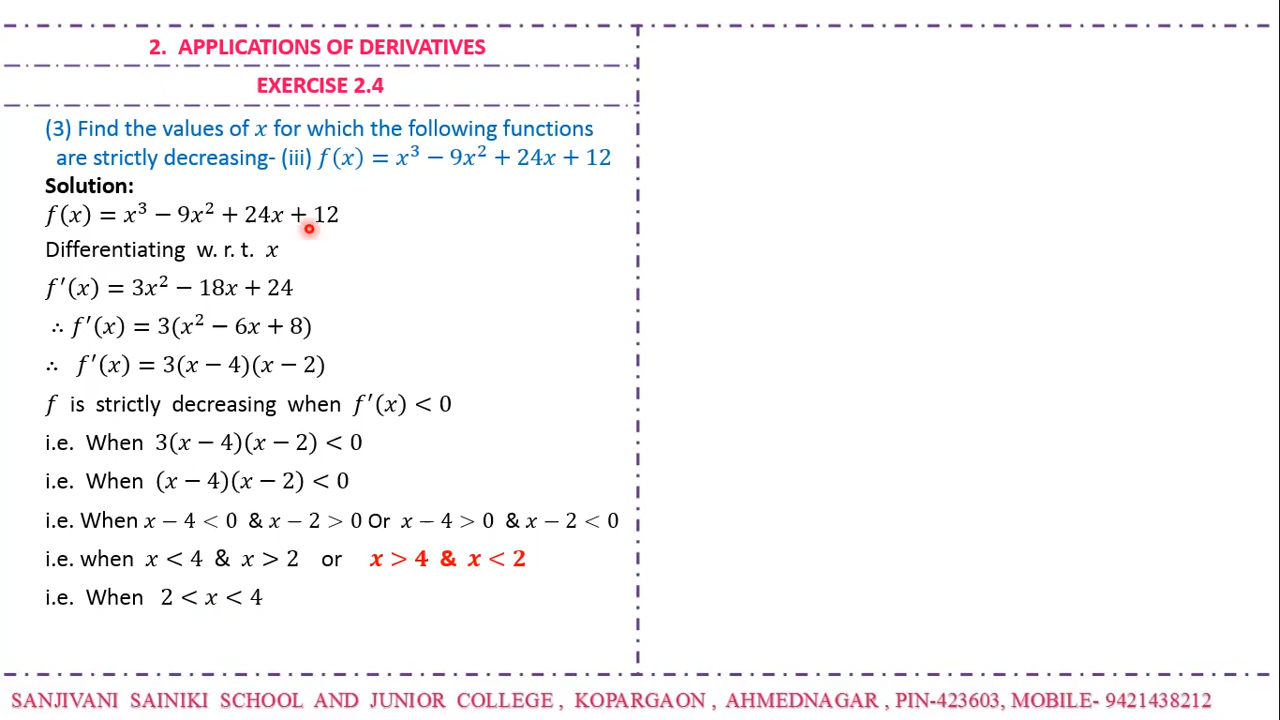 2. APPLICATIONS OF DERIVATIVES
EXERCISE 2.4
(3) Find the values of x for which the following functions
are strictly decreasing- (iii) f(x) = x³ − 9x² + 24x + 12
Solution:
f(x) = x³ − 9x² + 24x + 12
Differentiating w. r. t. x
f′(x) = 3x² − 18x + 24
∴ f′(x) = 3(x² − 6x + 8)
∴ f′(x) = 3(x − 4)(x − 2)
f is strictly decreasing when f′(x) < 0
i.e. When 3(x − 4)(x − 2) < 0
i.e. When (x − 4)(x − 2) < 0
i.e. When x − 4 < 0 & x − 2 > 0 Or x − 4 > 0 & x − 2 < 0
i.e. when x < 4 & x > 2 or x > 4 & x < 2
i.e. When 2 < x < 4
SANJIVANI SAINIKI SCHOOL AND JUNIOR COLLEGE , KOPARGAON , AHMEDNAGAR , PIN-423603, MOBILE- 9421438212